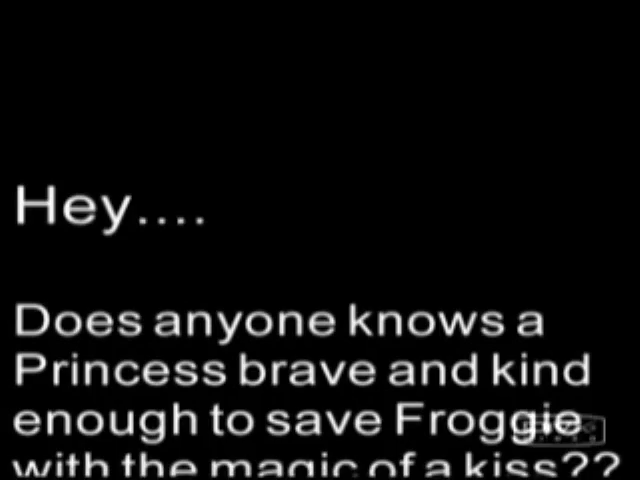 Hey....
Does anyone knows a
Princess brave and kind
enough to save Froggie
with the magic of a kiss??